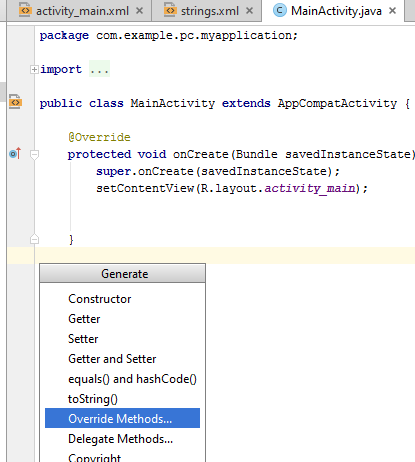 activity_main.xml × strings.xml × MainActivity.java ×
package com.example.pc.myapplication;
import ...
public class MainActivity extends AppCompatActivity {
@Override
protected void onCreate(Bundle savedInstanceState)
super.onCreate(savedInstanceState);
setContentView(R.layout.activity_main);
}
Generate
Constructor
Getter
Setter
Getter and Setter
equals() and hashCode()
toString()
Override Methods...
Delegate Methods...
Copyright